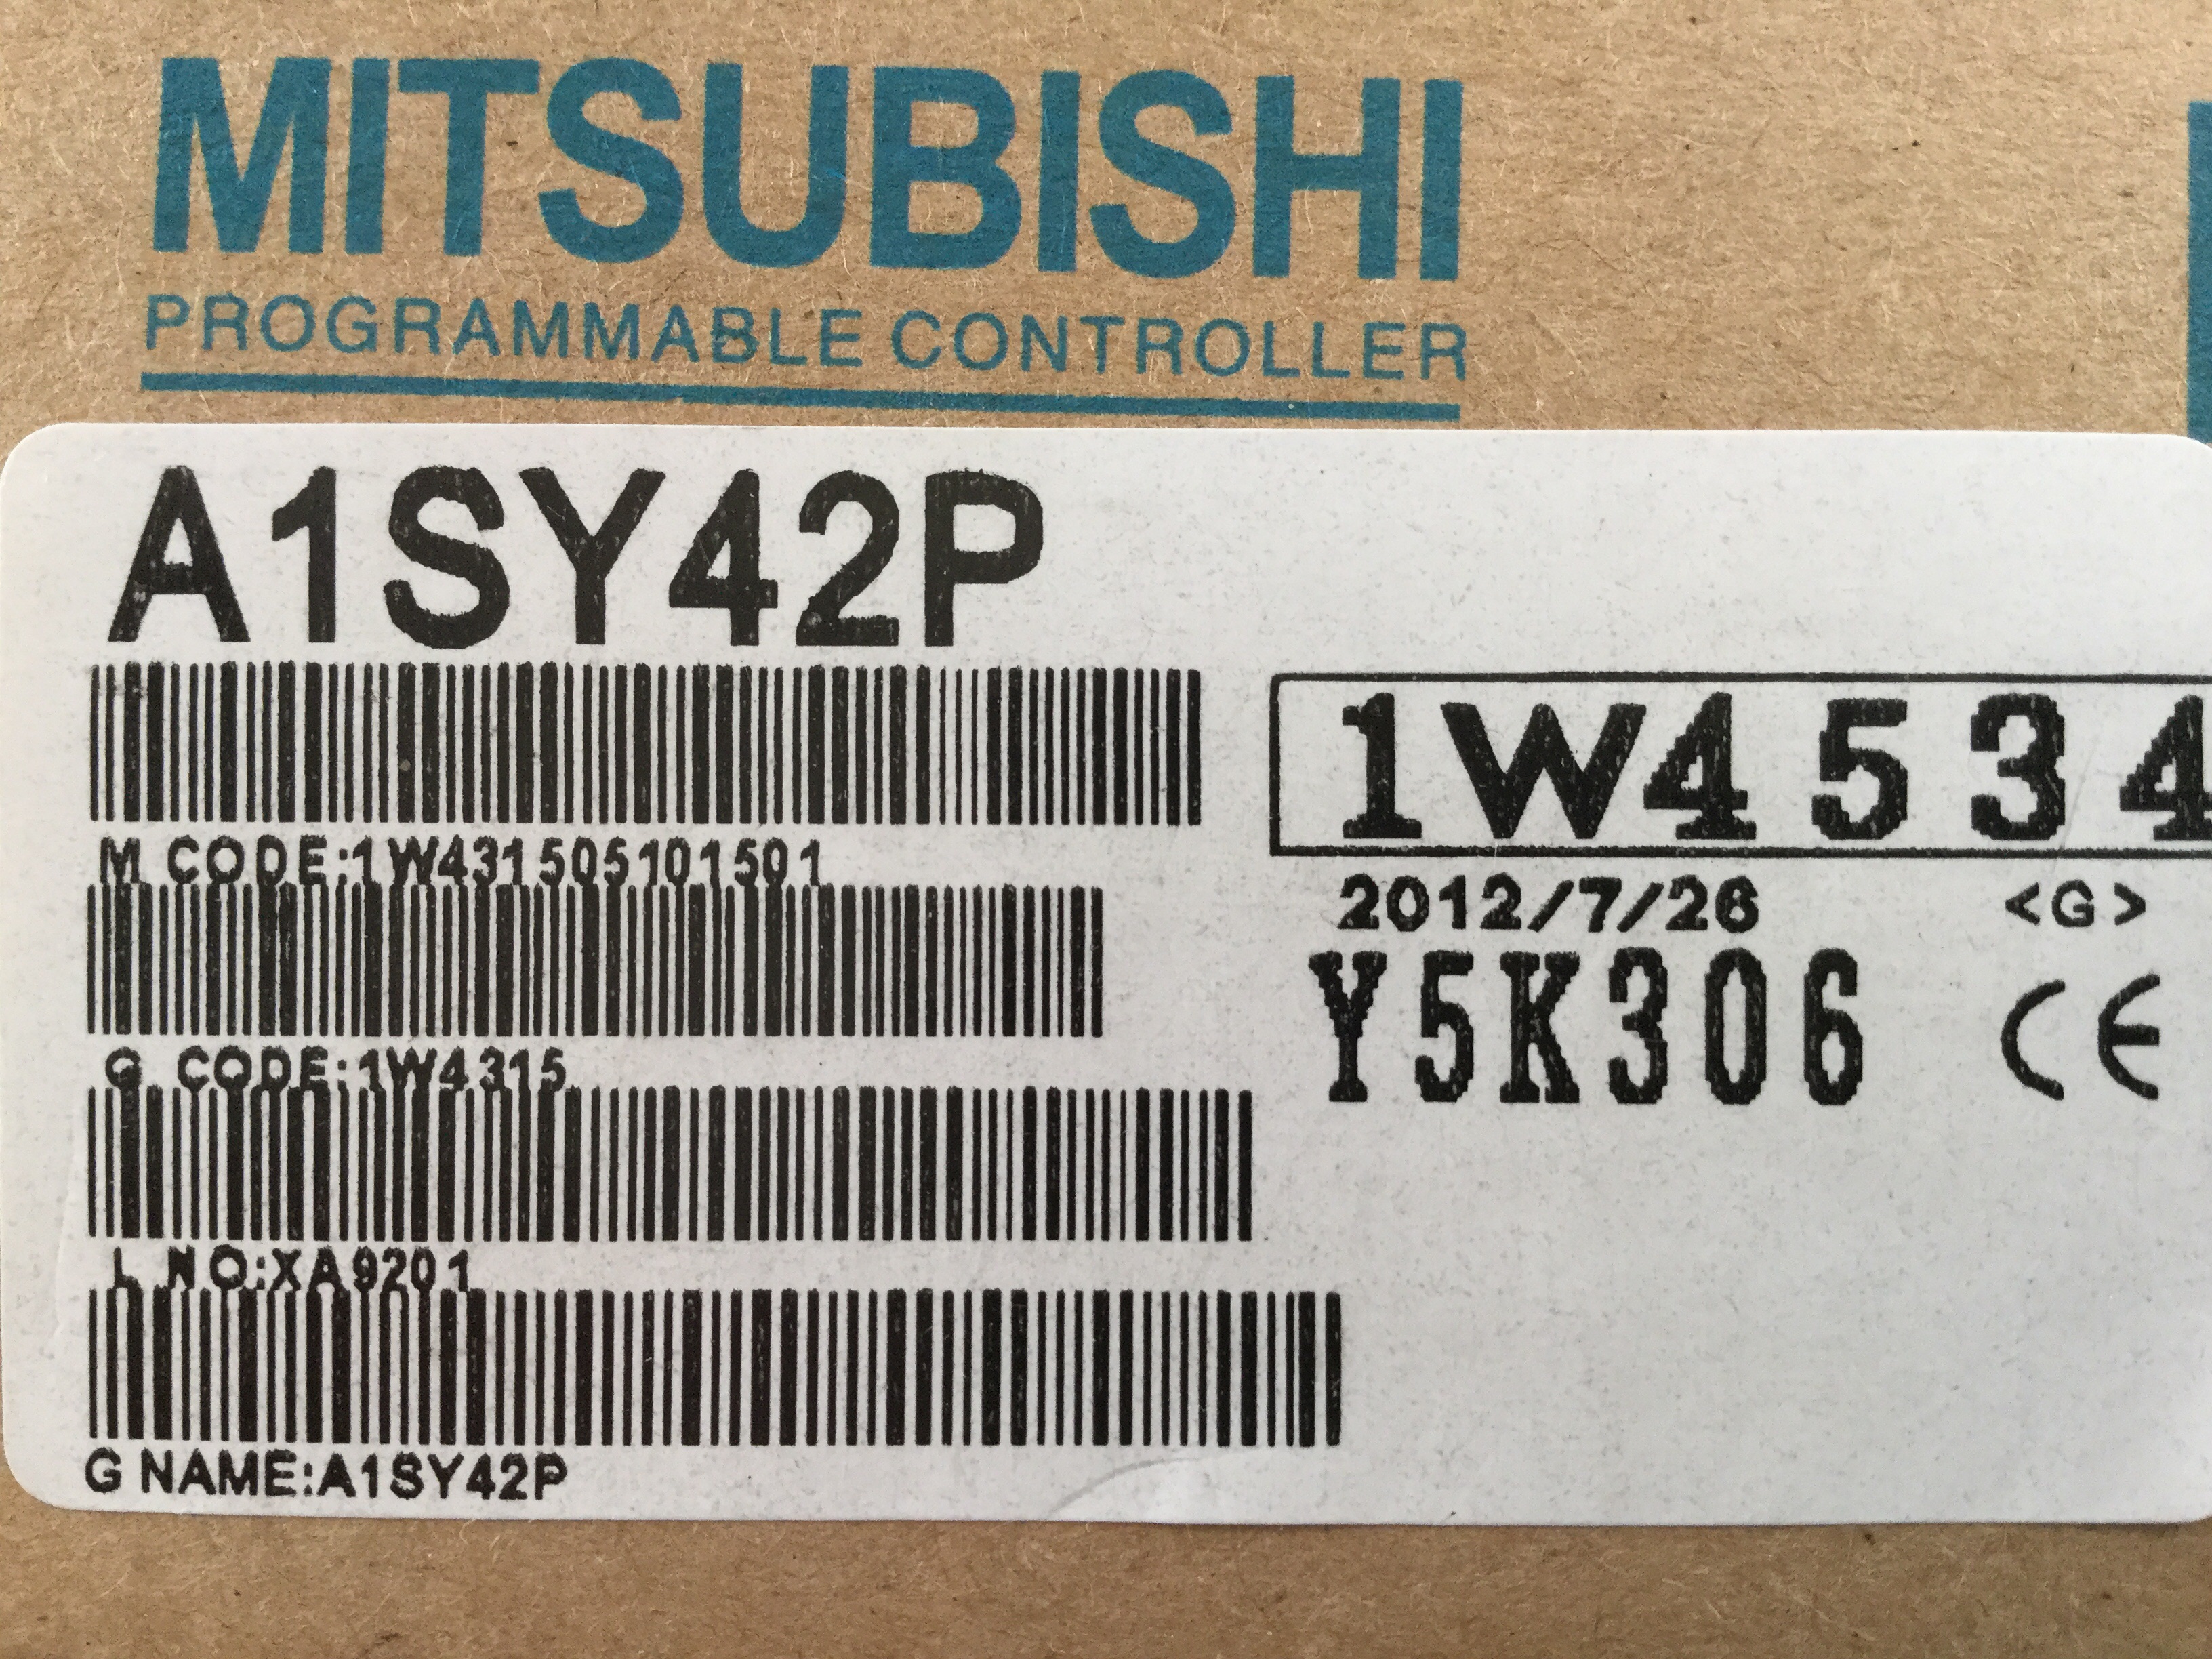 MITSUBISHI
PROGRAMMABLE CONTROLLER
A1SY42P
1W4534
M CODE:1W431505101501
2012/7/26 <G>
Y5K306 CE
G CODE:1W4315
L NO:XA9201
G NAME:A1SY42P